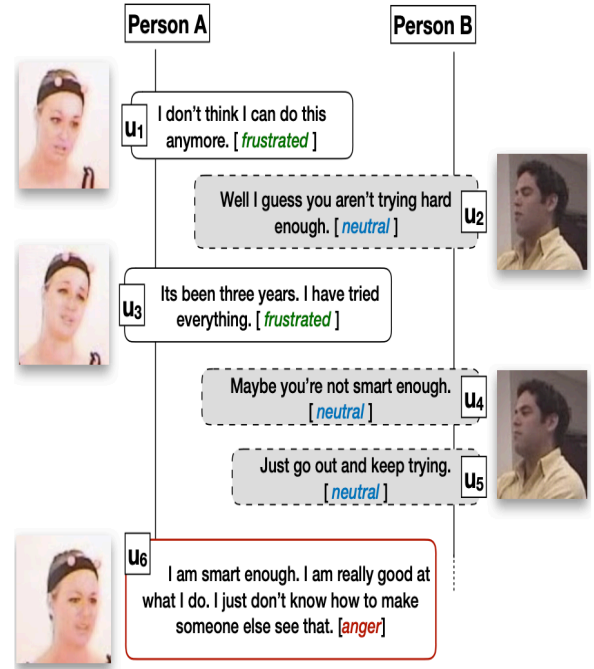 Person A
Person B
u1
I don't think I can do this
anymore. [ frustrated ]
Well I guess you aren't trying hard
enough. [ neutral ]
u2
Its been three years. I have tried
everything. [ frustrated ]
u3
Maybe you're not smart enough.
[ neutral ]
u4
Just go out and keep trying.
[ neutral ]
u5
u6
I am smart enough. I am really good at
what I do. I just don't know how to make
someone else see that. [anger]